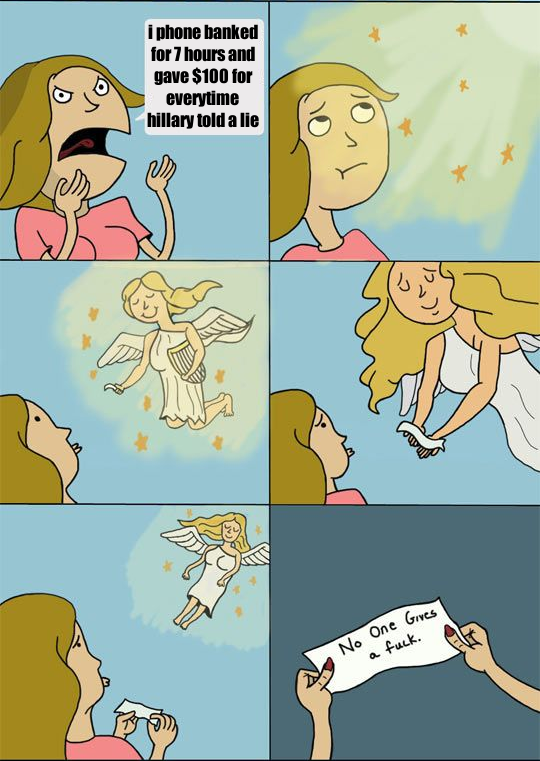 i phone banked
for 7 hours and
gave $100 for
everytime
hillary told a lie
No One Gives
a fuck.